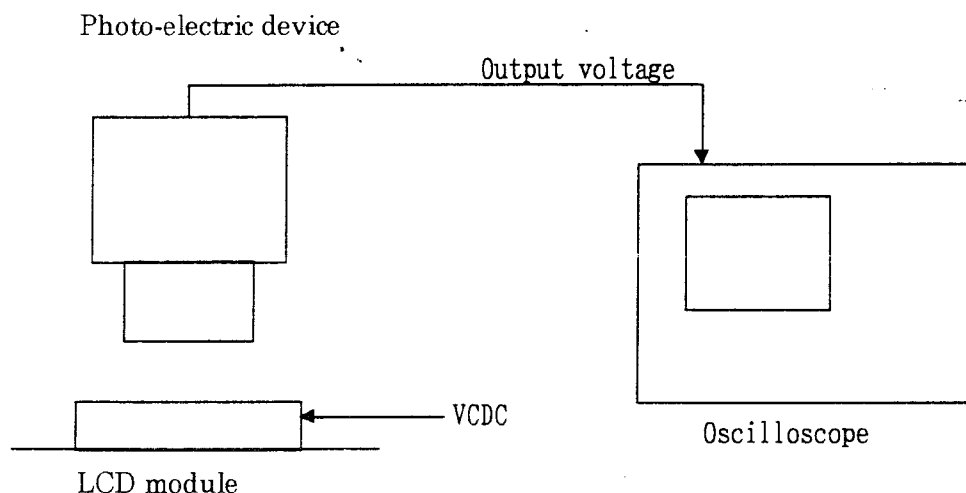 Photo-electric device
Output voltage
VCDC
Oscilloscope
LCD module